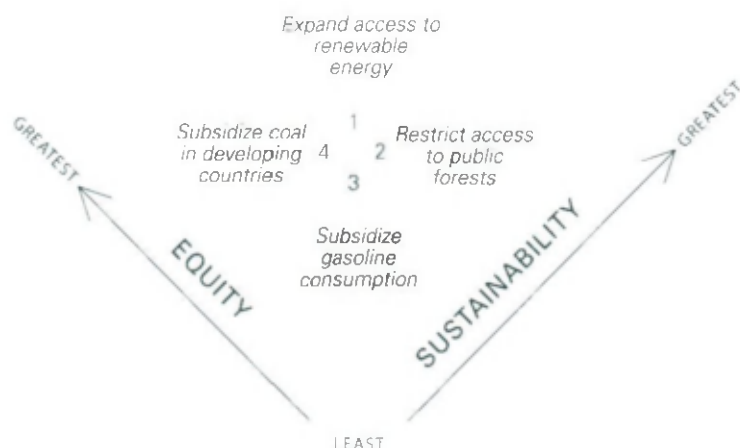 Expand access to
renewable
energy
1
Subsidize coal
in developing
countries
4
2
Restrict access
to public
forests
3
Subsidize
gasoline
consumption
GREATEST
EQUITY
GREATEST
SUSTAINABILITY
LEAST